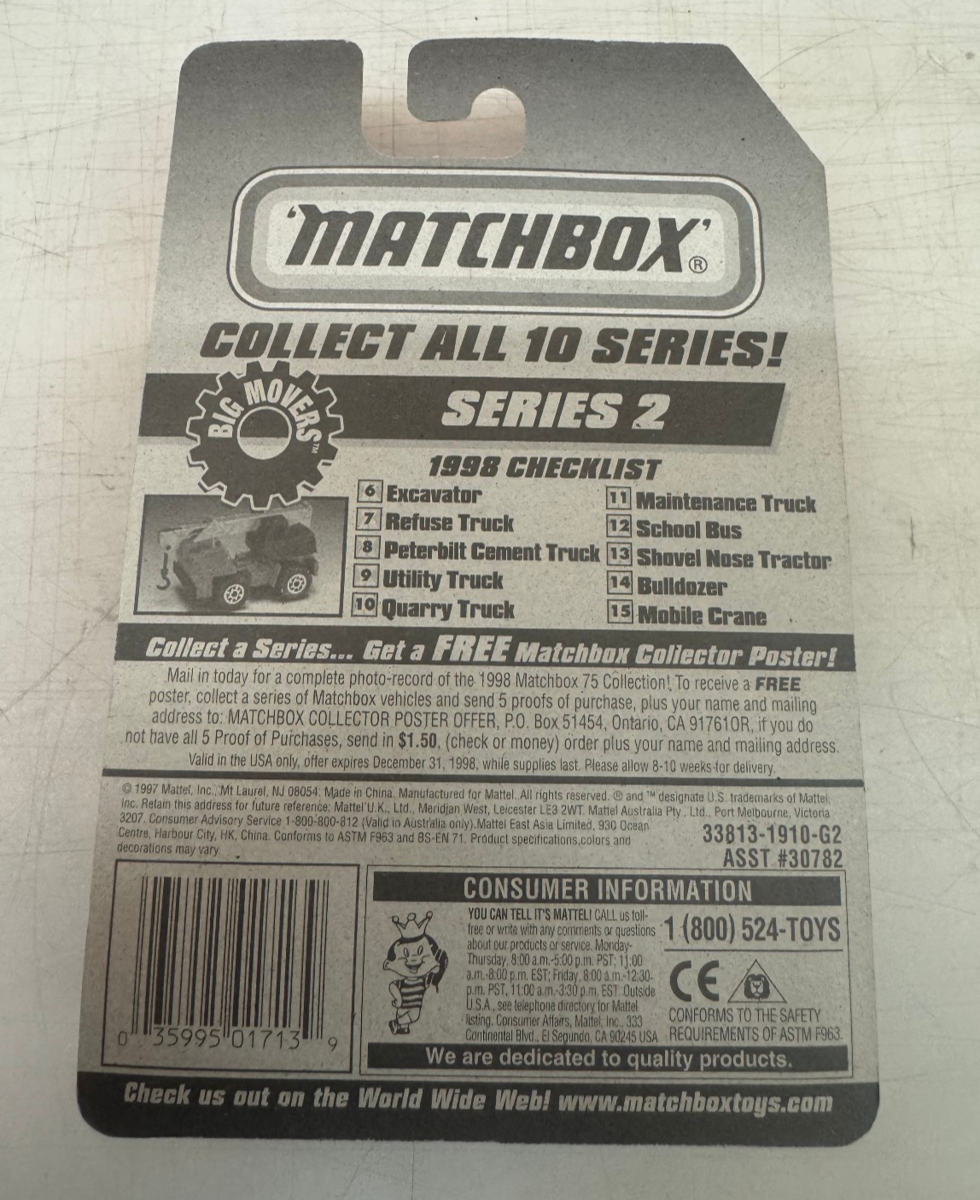 'MATCHBOX'®
COLLECT ALL 10 SERIES!
BIG MOVERS™
SERIES 2
1998 CHECKLIST
6 Excavator
7 Refuse Truck
8 Peterbilt Cement Truck
9 Utility Truck
10 Quarry Truck
11 Maintenance Truck
12 School Bus
13 Shovel Nose Tractor
14 Bulldozer
15 Mobile Crane
Collect a Series... Get a FREE Matchbox Collector Poster!
Mail in today for a complete photo-record of the 1998 Matchbox 75 Collection! To receive a FREE
poster, collect a series of Matchbox vehicles and send 5 proofs of purchase, plus your name and mailing
address to: MATCHBOX COLLECTOR POSTER OFFER, P.O. Box 51454, Ontario, CA 91761OR, if you do
not have all 5 Proof of Purchases, send in $1.50, (check or money) order plus your name and mailing address.
Valid in the USA only, offer expires December 31, 1998, while supplies last. Please allow 8-10 weeks for delivery.
© 1997 Mattel, Inc., Mt Laurel, NJ 08054. Made in China. Manufactured for Mattel. All rights reserved. ® and ™ designate U.S. trademarks of Mattel,
Inc. Retain this address for future reference: Mattel U.K., Ltd., Meridian West, Leicester LE3 2WT. Mattel Australia Pty., Ltd., Port Melbourne, Victoria
3207. Consumer Advisory Service 1-800-800-812 (Valid in Australia only). Mattel East Asia Limited, 930 Ocean
Centre, Harbour City, HK, China. Conforms to ASTM F963 and BS-EN 71. Product specifications,colors and
decorations may vary.
33813-1910-G2
ASST #30782
0 35995 01713 9
CONSUMER INFORMATION
YOU CAN TELL IT'S MATTEL! CALL us toll-
free or write with any comments or questions
about our products or service. Monday-
Thursday, 8:00 a.m.-5:00 p.m. PST; 11:00
a.m.-8:00 p.m. EST; Friday, 8:00 a.m.-12:30-
p.m. PST, 11:00 a.m.-3:30 p.m. EST. Outside
U.S.A., see telephone directory for Mattel
listing. Consumer Affairs, Mattel, Inc., 333
Continental Blvd., El Segundo, CA 90245 USA
1 (800) 524-TOYS
CE
CONFORMS TO THE SAFETY
REQUIREMENTS OF ASTM F963.
We are dedicated to quality products.
Check us out on the World Wide Web! www.matchboxtoys.com